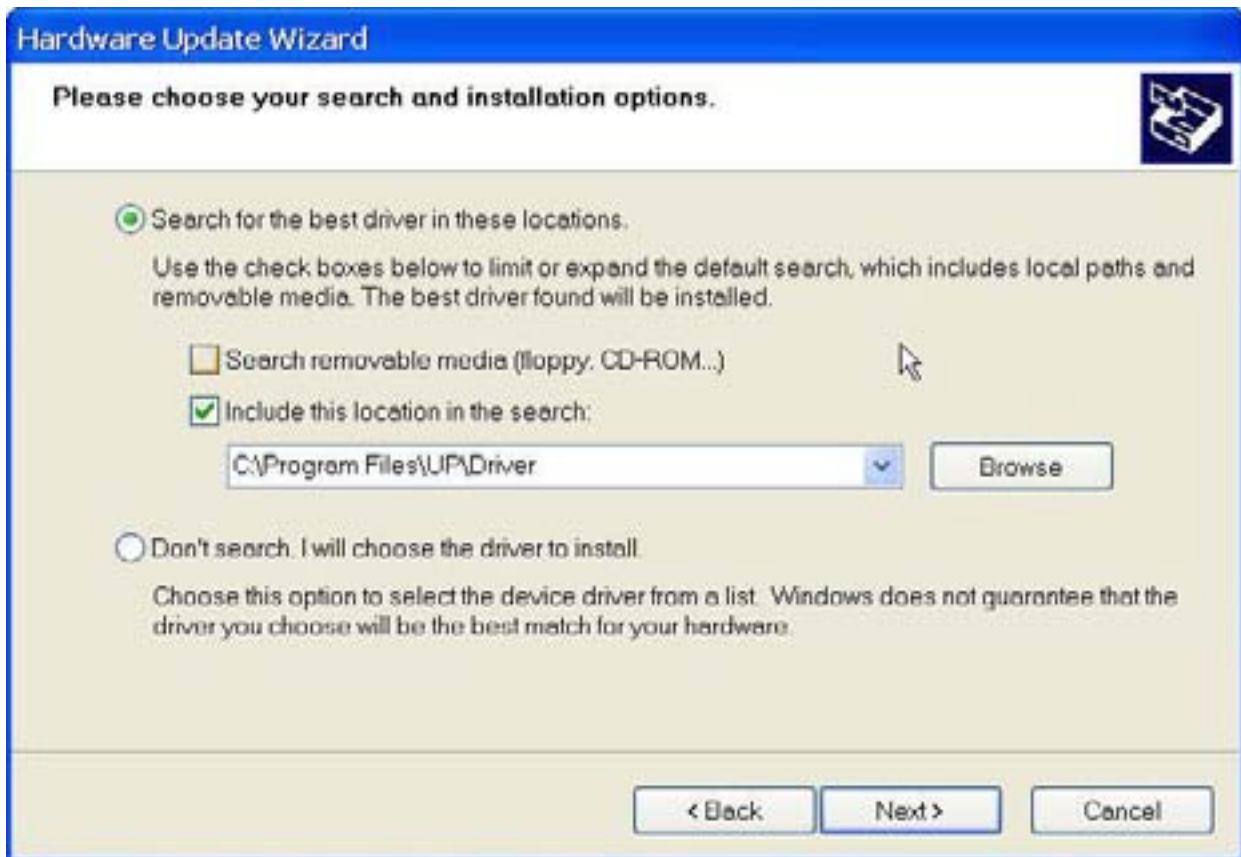 Hardware Update Wizard
Please choose your search and installation options.
Search for the best driver in these locations.
Use the check boxes below to limit or expand the default search, which includes local paths and
removable media. The best driver found will be installed.
Search removable media (floppy, CD-ROM...)
Include this location in the search:
C:\Program Files\UP\Driver
Browse
Don't search. I will choose the driver to install.
Choose this option to select the device driver from a list. Windows does not guarantee that the
driver you choose will be the best match for your hardware.
< Back Next > Cancel